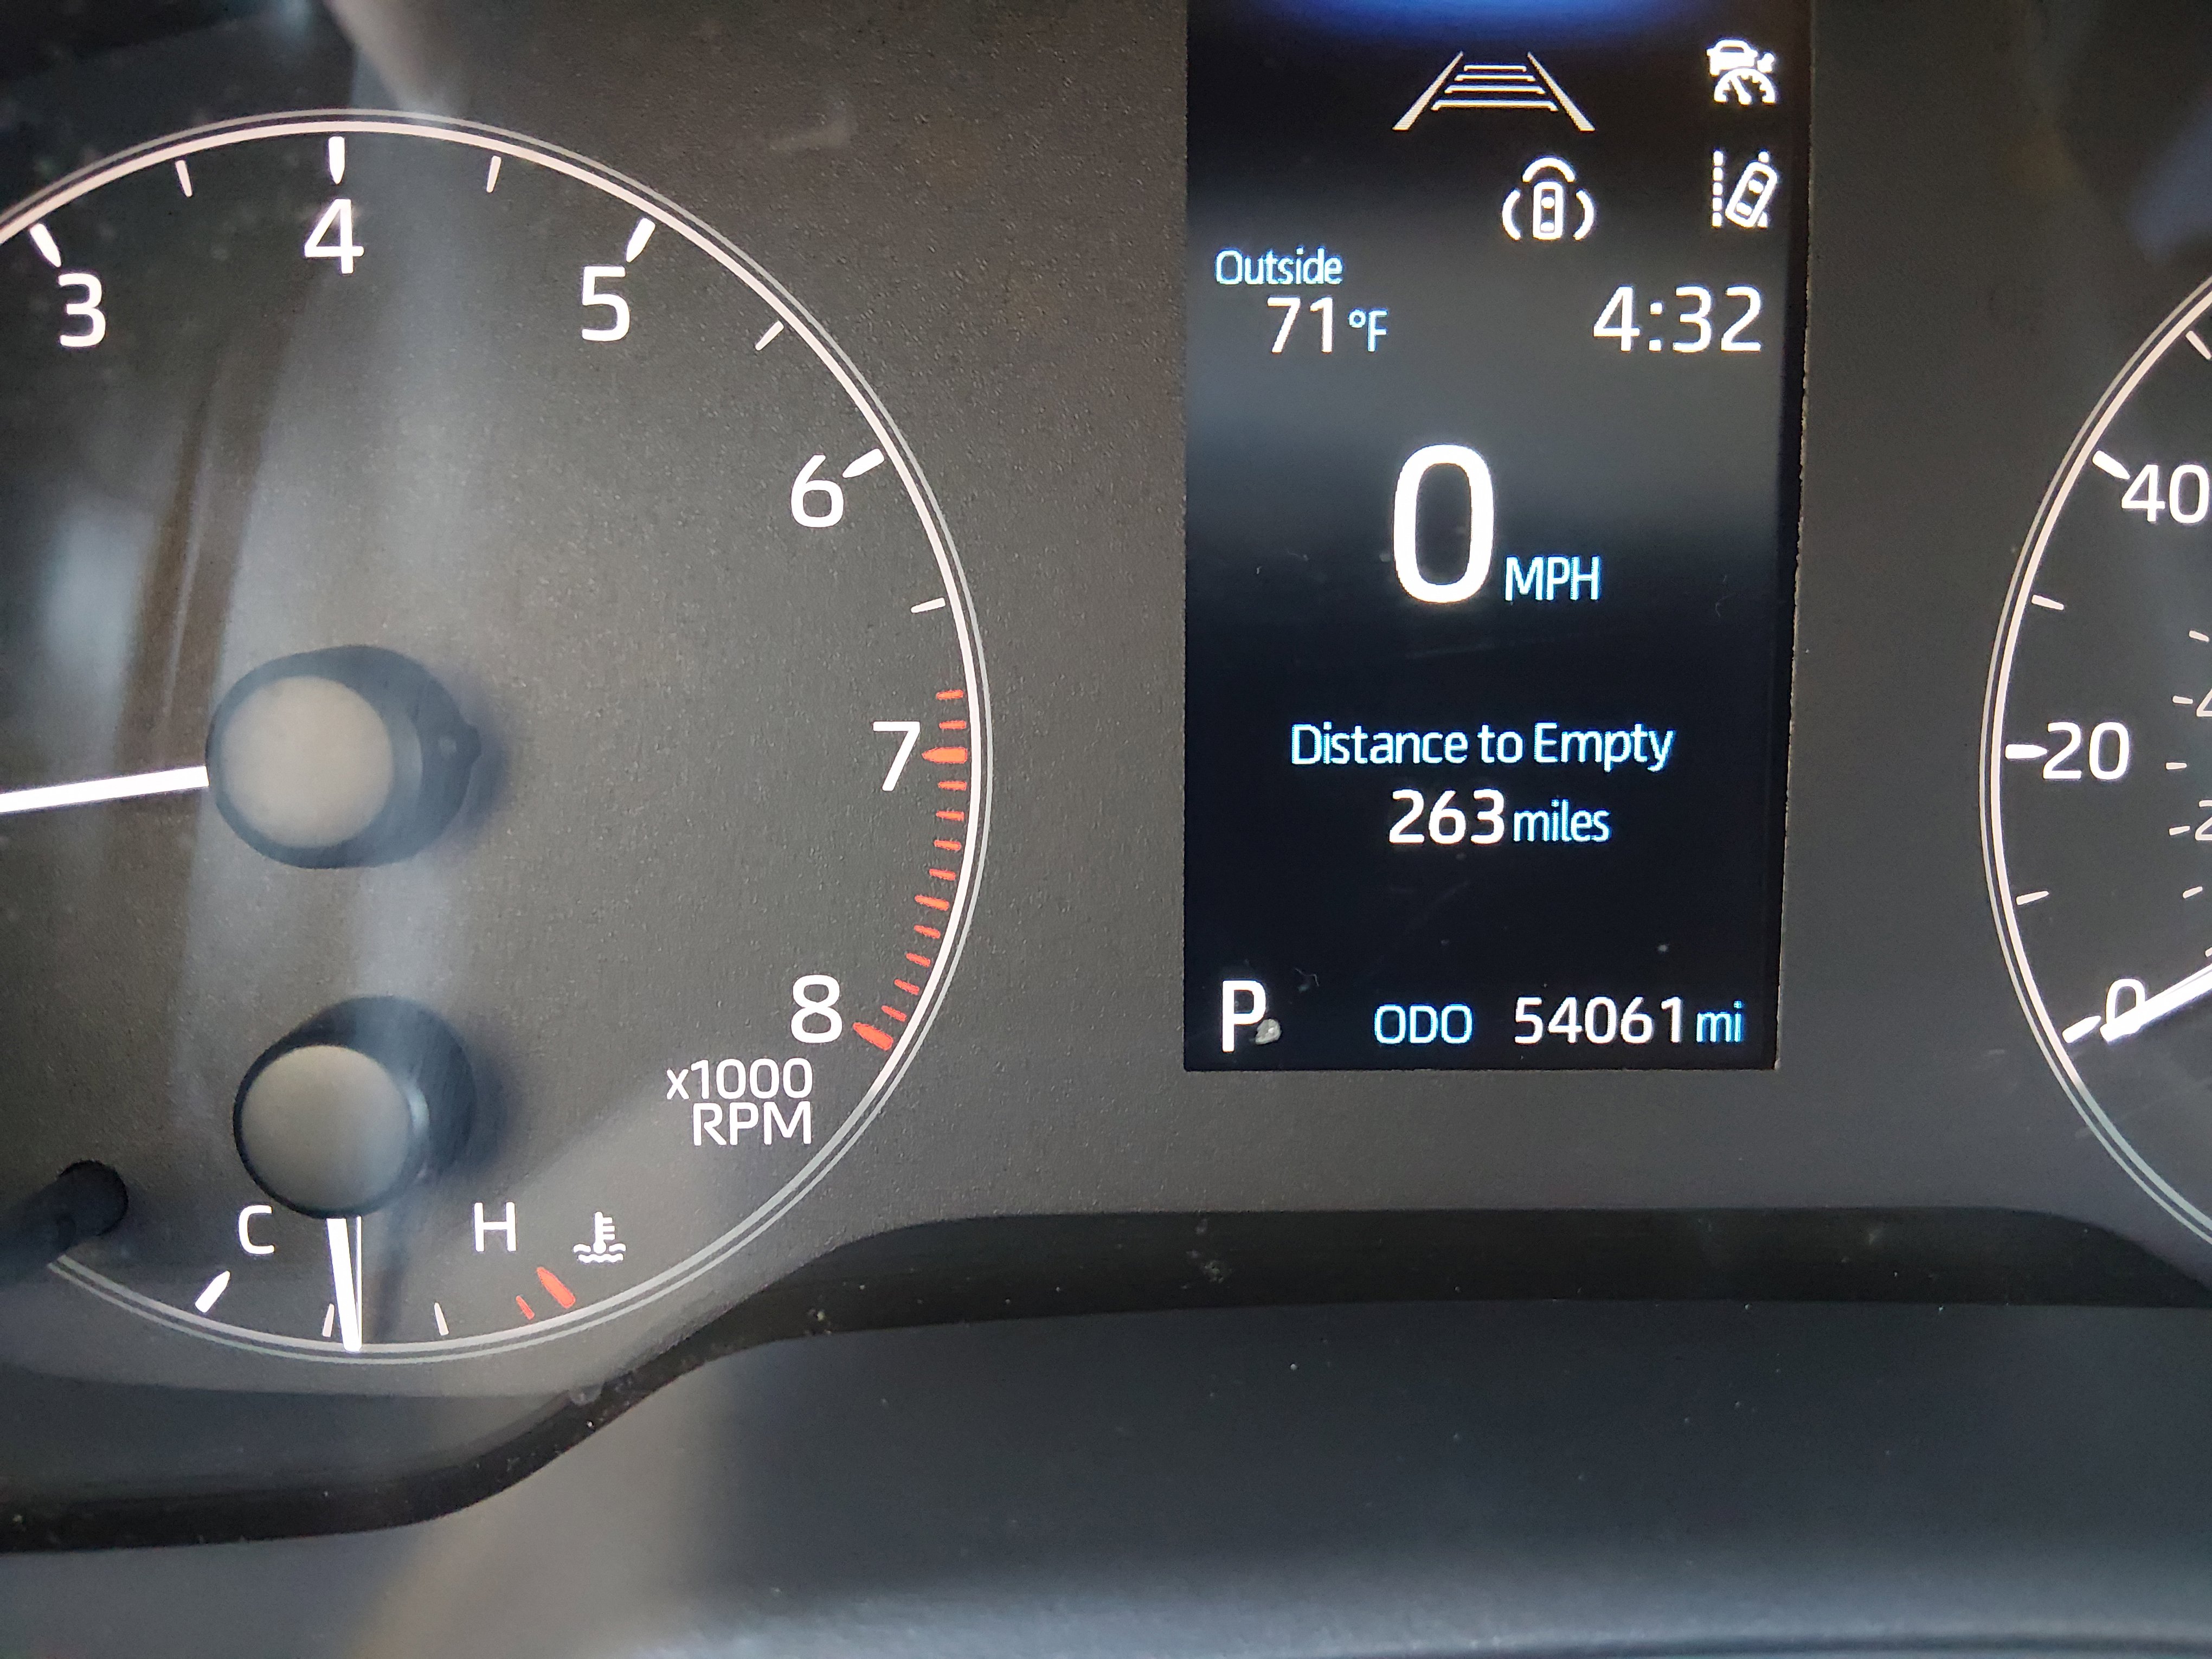 3
4
5
6
7
8
x1000
RPM
C
H
Outside
71°F
4:32
0 MPH
Distance to Empty
263 miles
P
ODO 54061 mi
40
20
0